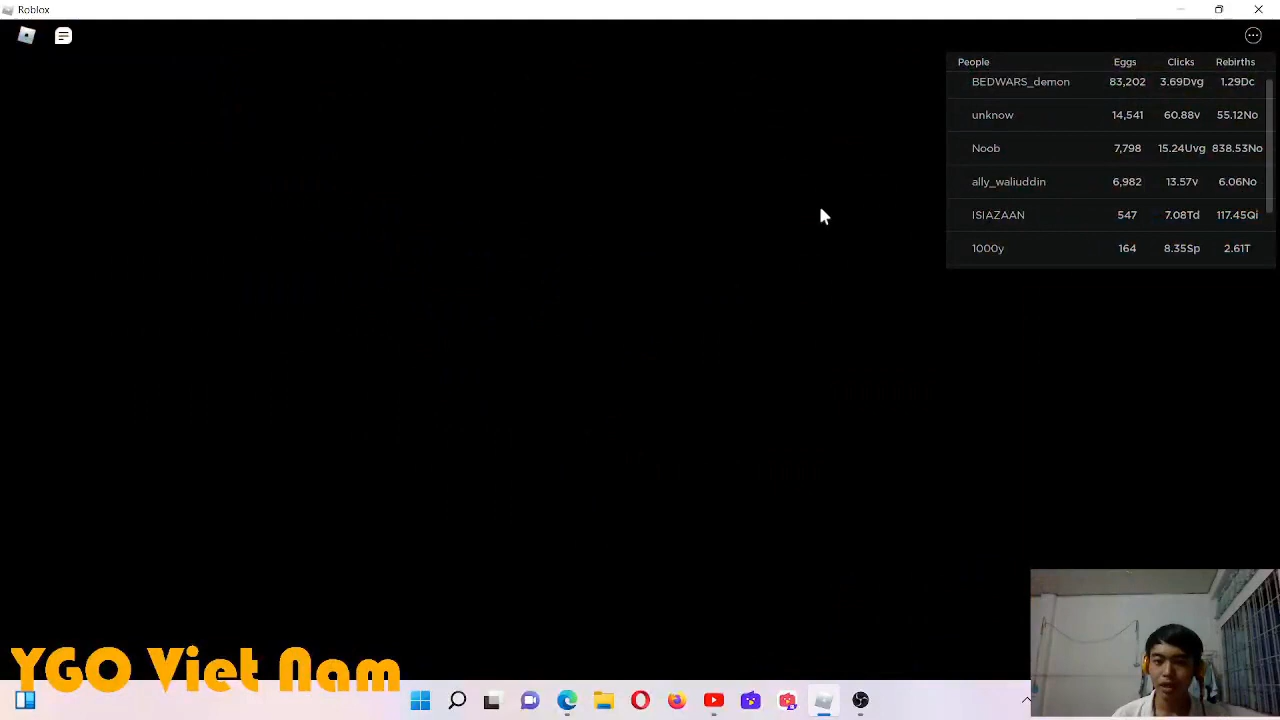 Roblox
People Eggs Clicks Rebirths
BEDWARS_demon 83,202 3.69Dvg 1.29Dc
unknow 14,541 60.88v 55.12No
Noob 7,798 15.24Uvg 838.53No
ally_waliuddin 6,982 13.57v 6.06No
ISIAZAAN 547 7.08Td 117.45Qi
1000y 164 8.35Sp 2.61T
YGO Viet Nam